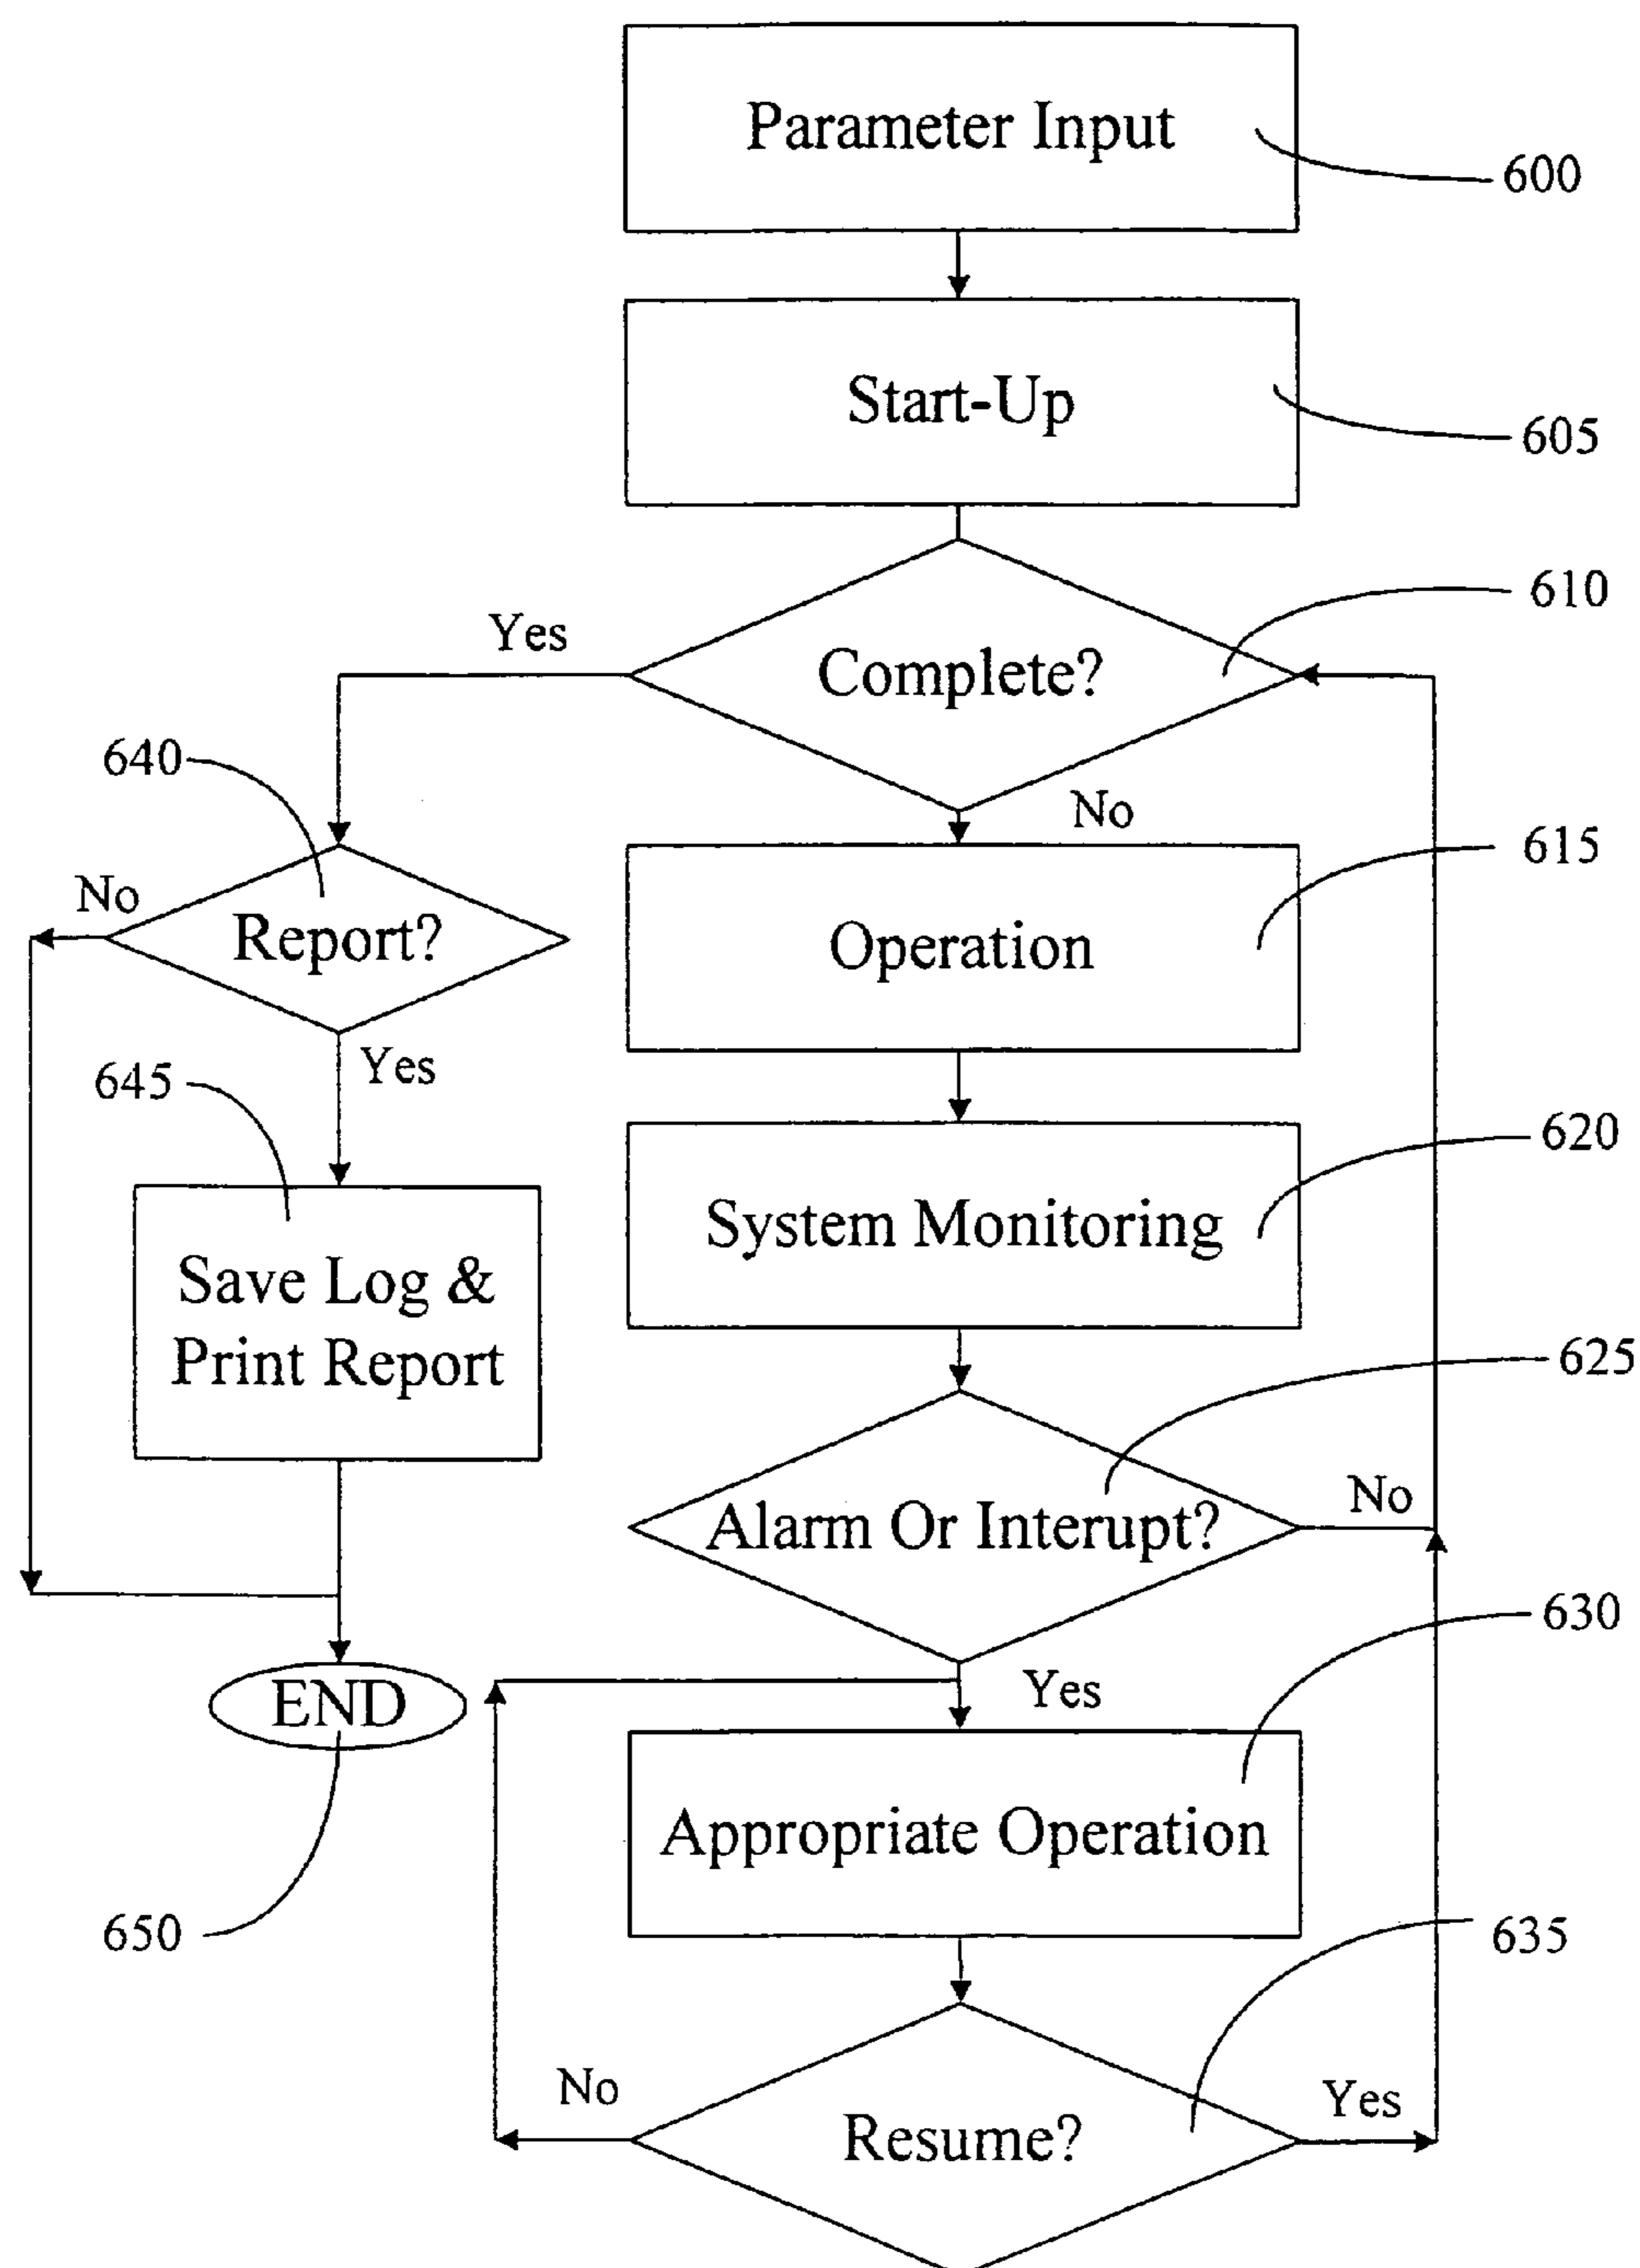 Parameter Input
600
Start-Up
605
610
Yes
Complete?
640
No
615
No
Report?
Operation
Yes
645
620
System Monitoring
Save Log &
Print Report
625
No
Alarm Or Interupt?
630
Yes
END
Appropriate Operation
650
635
No
Yes
Resume?